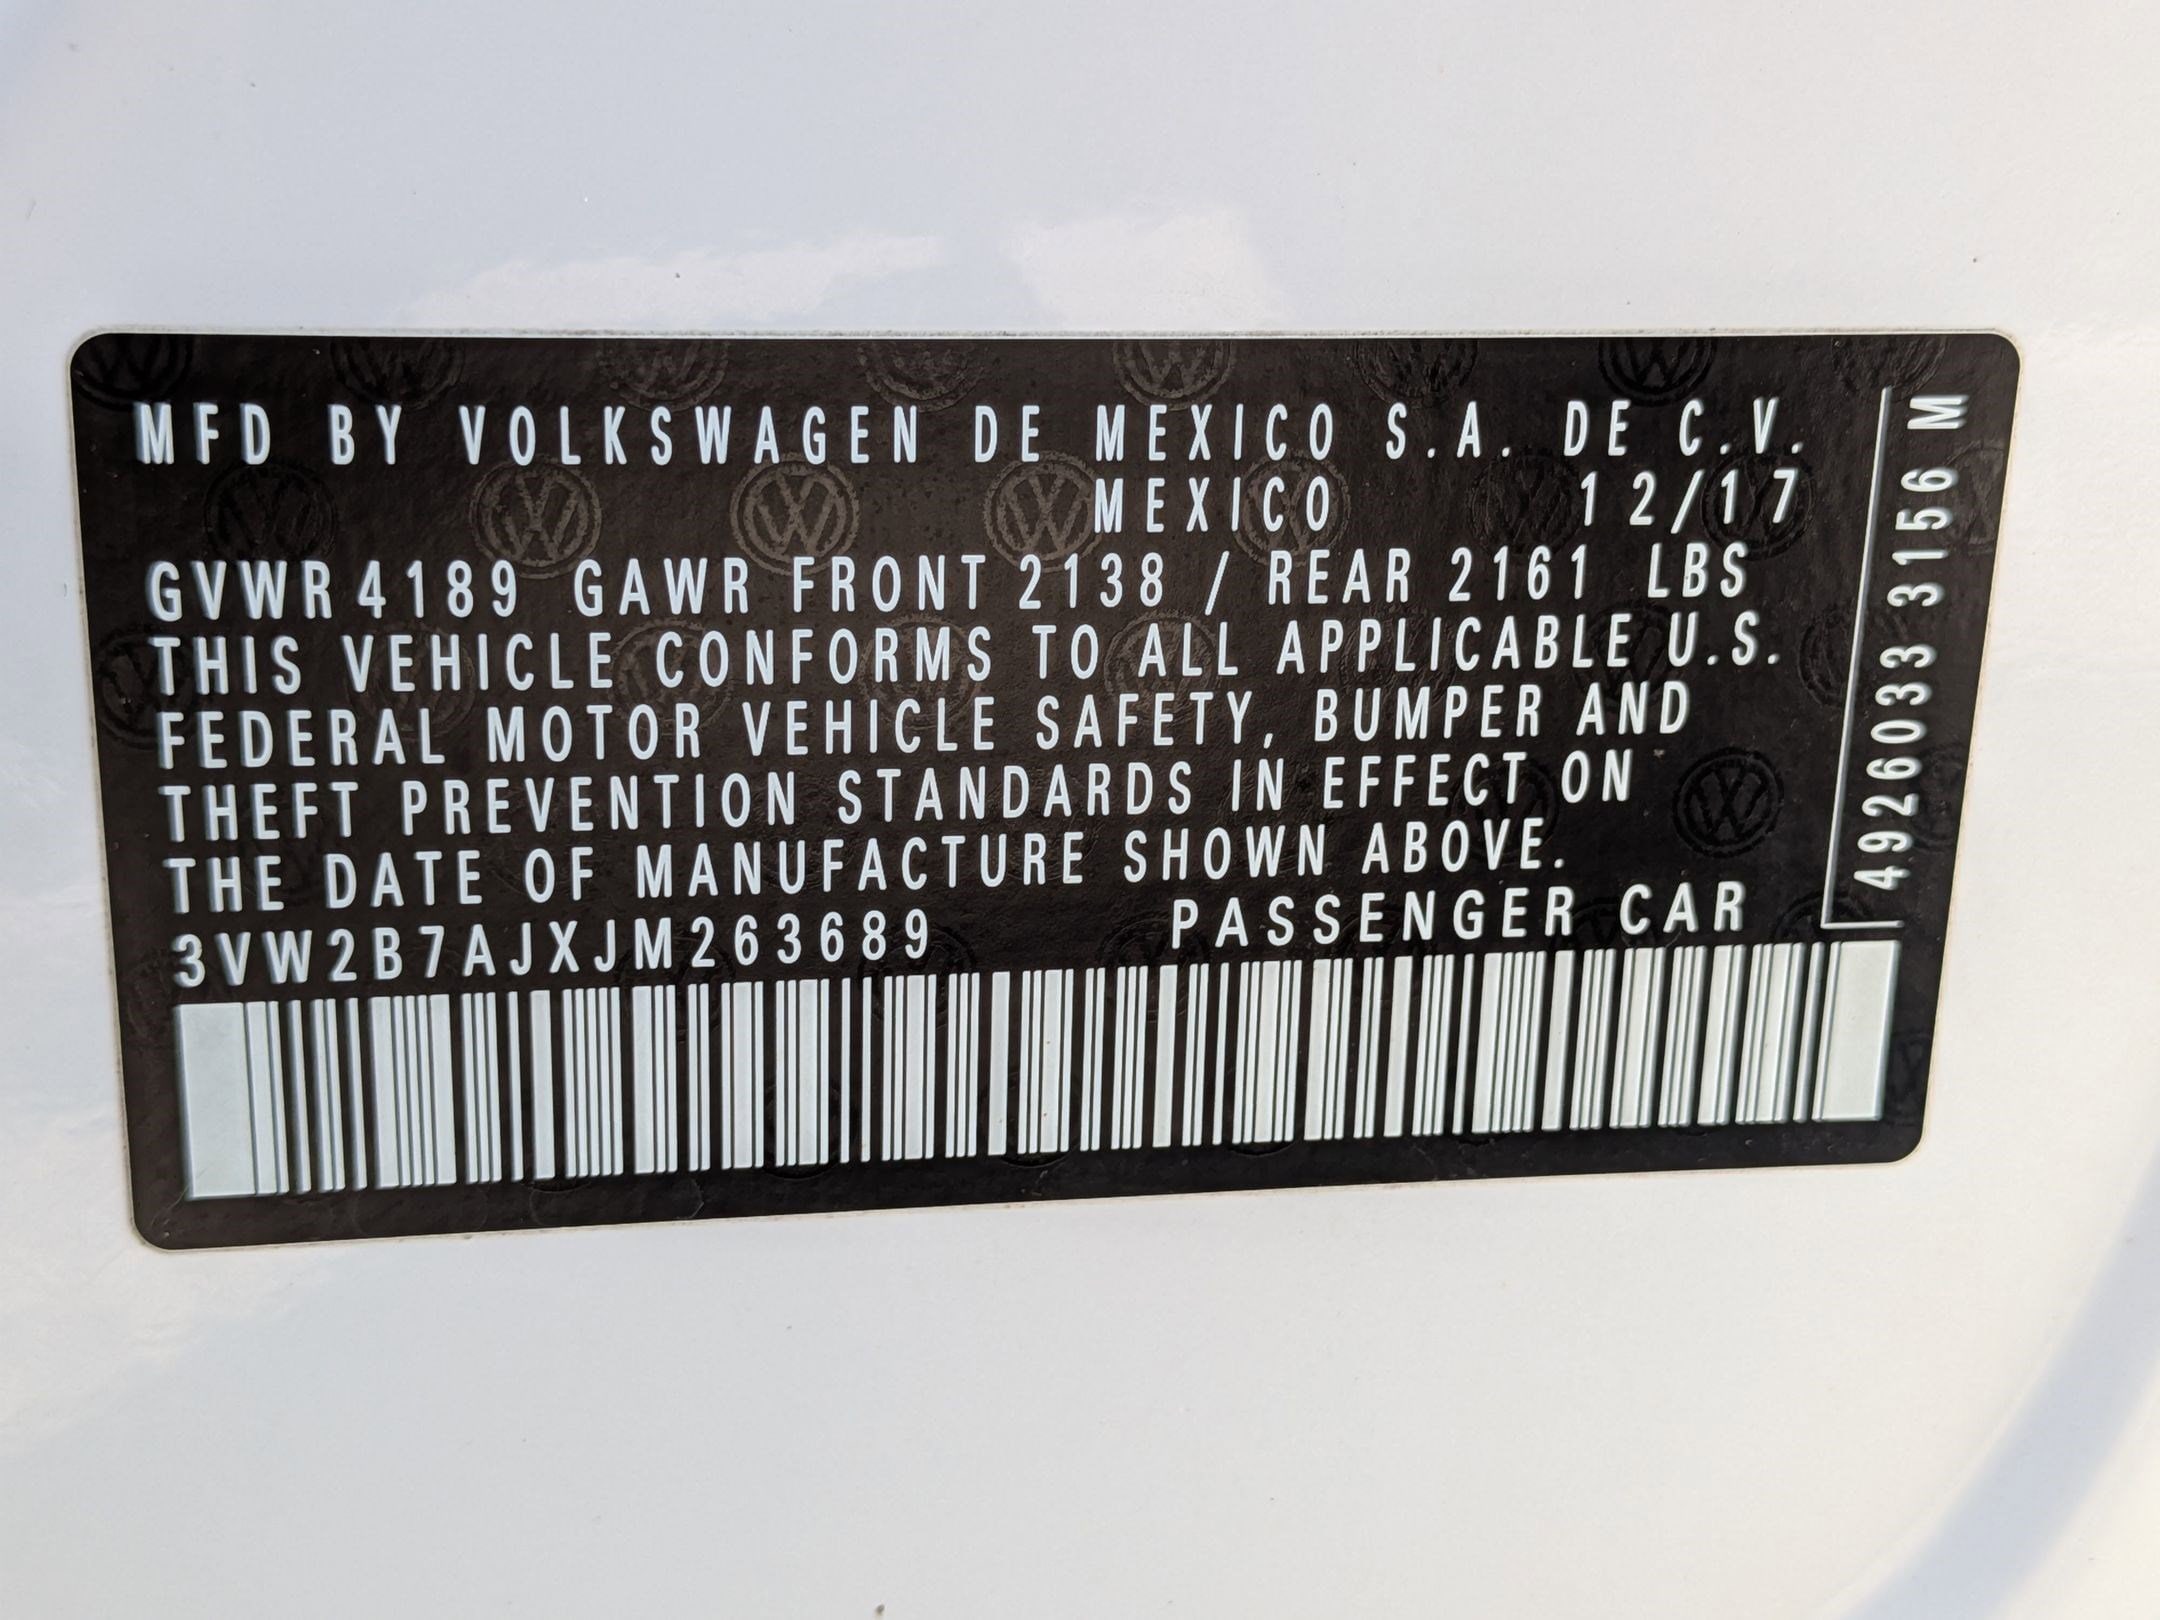 MFD BY VOLKSWAGEN DE MEXICO S.A. DE C.V.
MEXICO 12/17
GVWR 4189 GAWR FRONT 2138 / REAR 2161 LBS
THIS VEHICLE CONFORMS TO ALL APPLICABLE U.S.
FEDERAL MOTOR VEHICLE SAFETY, BUMPER AND
THEFT PREVENTION STANDARDS IN EFFECT ON
THE DATE OF MANUFACTURE SHOWN ABOVE.
3VW2B7AJXJM263689 PASSENGER CAR
4926033 3156 M